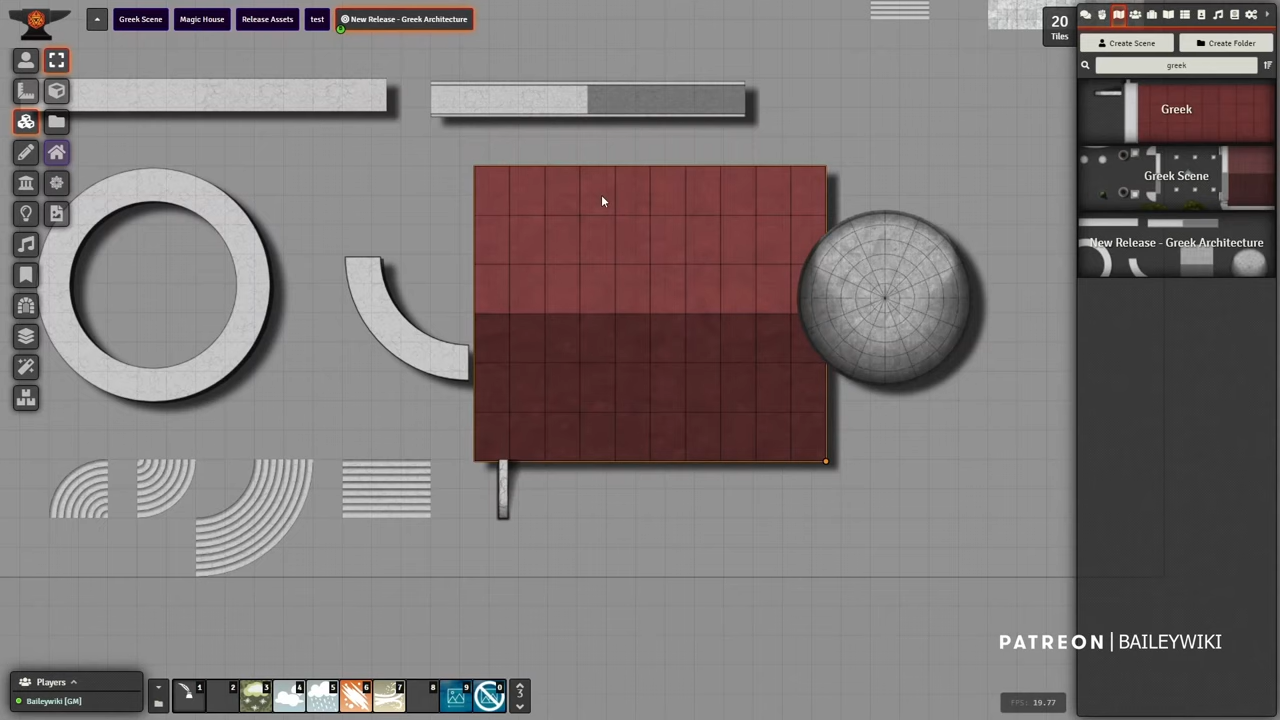 Greek Scene
Magic House
Release Assets
test
New Release - Greek Architecture
20
Tiles
Create Scene
Create Folder
greek
Greek
Greek Scene
New Release - Greek Architecture
PATREON | BAILEYWIKI
Players
Baileywiki [GM]
1
2
3
4
5
6
7
8
9
0
3
FPS: 19.77